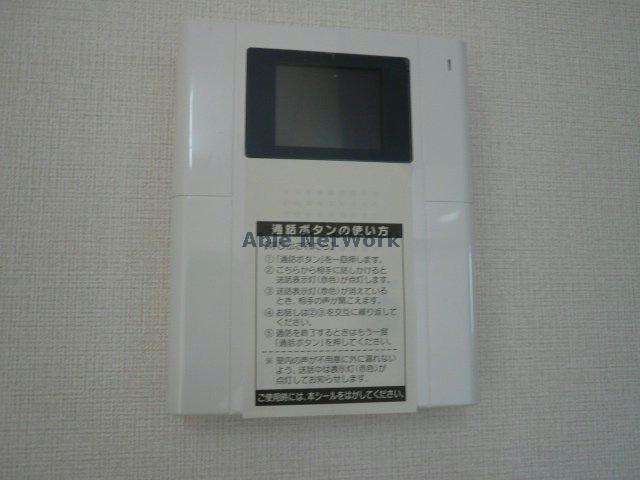 通話ボタンの使い方
Able Network
①「通話ボタン」を一回押します。
② こちらから相手に話しかけると
送話表示灯(赤色)が点灯します。
③ 送話表示灯(赤色)が消えている
とき、相手の声が聞こえます。
④ お話しは②③を交互に繰り返して
ください。
⑤ 通話を終了するときはもう一度
「通話ボタン」を押してください。
※ 室内の声が不用意に外に漏れない
よう、送話中は表示灯(赤色)が
点灯してお知らせします。
ご使用時には、本シールをはがしてください。